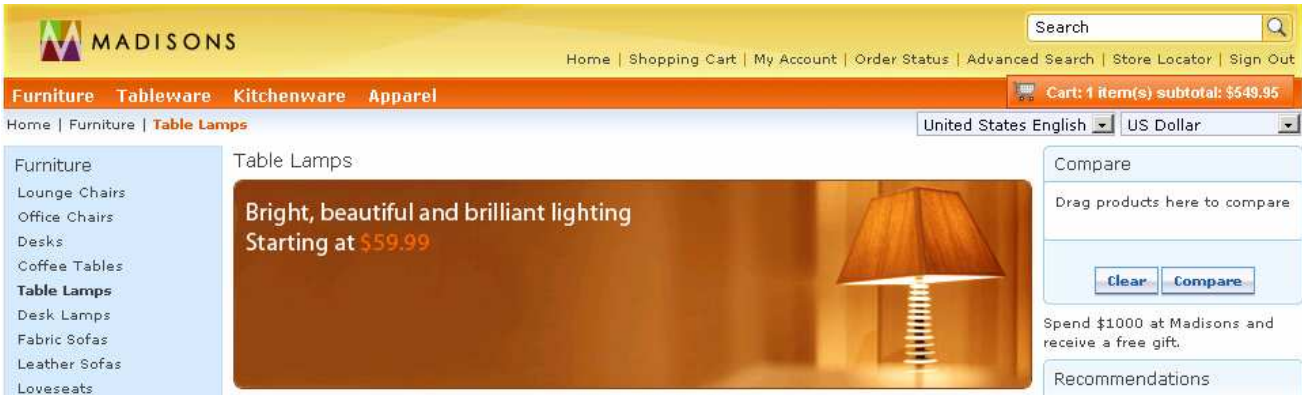 MADISONS
Search
Home | Shopping Cart | My Account | Order Status | Advanced Search | Store Locator | Sign Out
Furniture Tableware Kitchenware Apparel
Cart: 1 item(s) subtotal: $549.95
Home | Furniture | Table Lamps
United States English
US Dollar
Furniture
Lounge Chairs
Office Chairs
Desks
Coffee Tables
Table Lamps
Desk Lamps
Fabric Sofas
Leather Sofas
Loveseats
Table Lamps
Bright, beautiful and brilliant lighting
Starting at $59.99
Compare
Drag products here to compare
Clear Compare
Spend $1000 at Madisons and
receive a free gift.
Recommendations